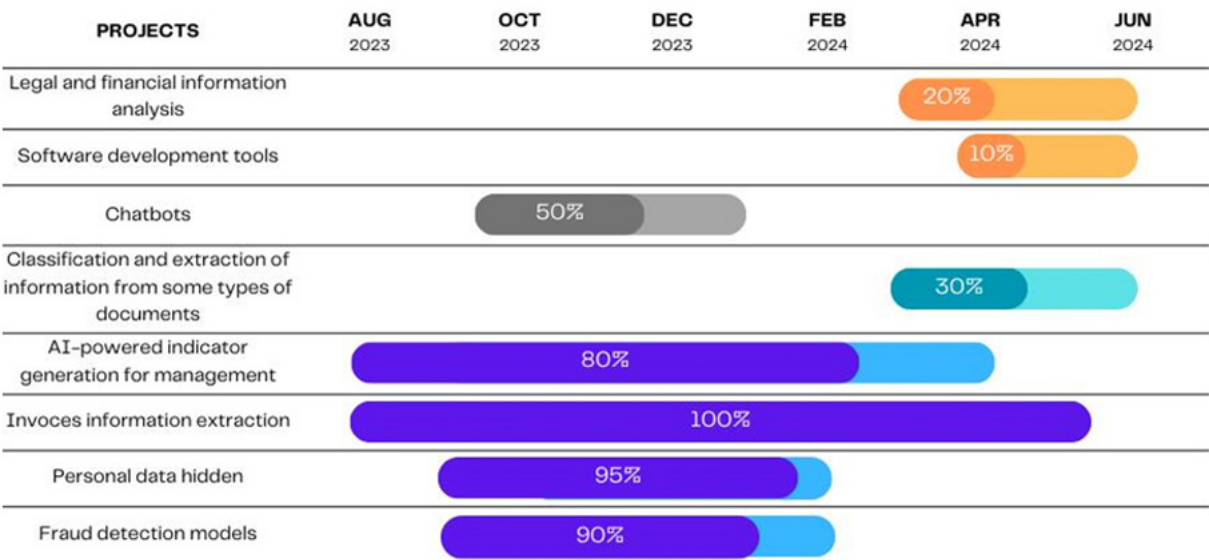 PROJECTS AUG OCT DEC FEB APR JUN
2023 2023 2023 2024 2024 2024
Legal and financial information
analysis
20%
Software development tools 10%
Chatbots 50%
Classification and extraction of
information from some types of
documents
30%
AI-powered indicator
generation for management
80%
Invoces information extraction 100%
Personal data hidden 95%
Fraud detection models 90%